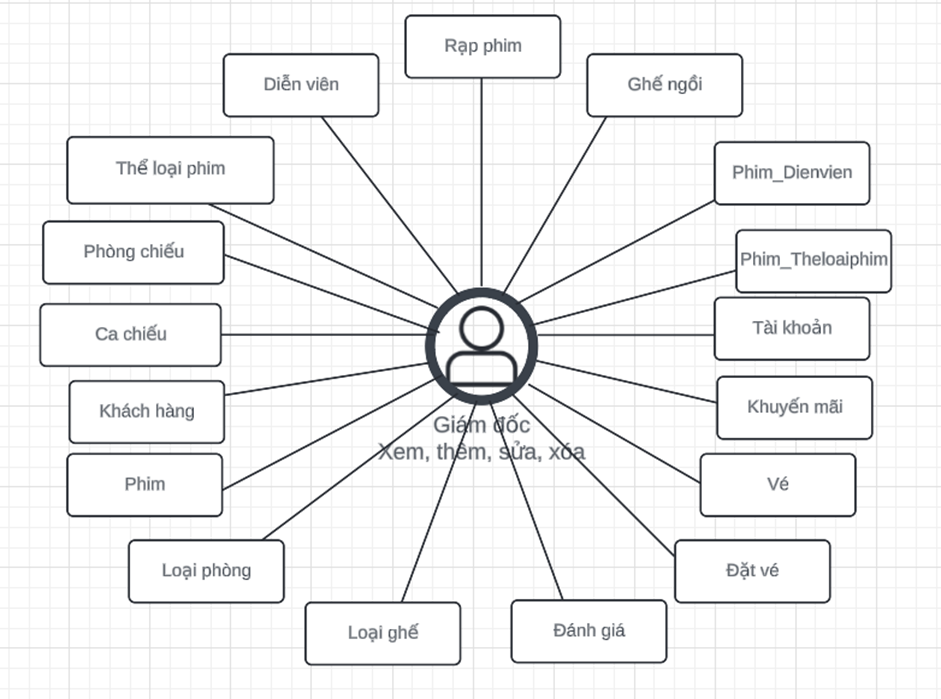 Rạp phim
Diễn viên
Ghế ngồi
Thể loại phim
Phim_Dienvien
Phòng chiếu
Phim_Theloaiphim
Ca chiếu
Tài khoản
Khách hàng
Khuyến mãi
Giám đốc
Xem, thêm, sửa, xóa
Phim
Vé
Loại phòng
Đặt vé
Loại ghế
Đánh giá